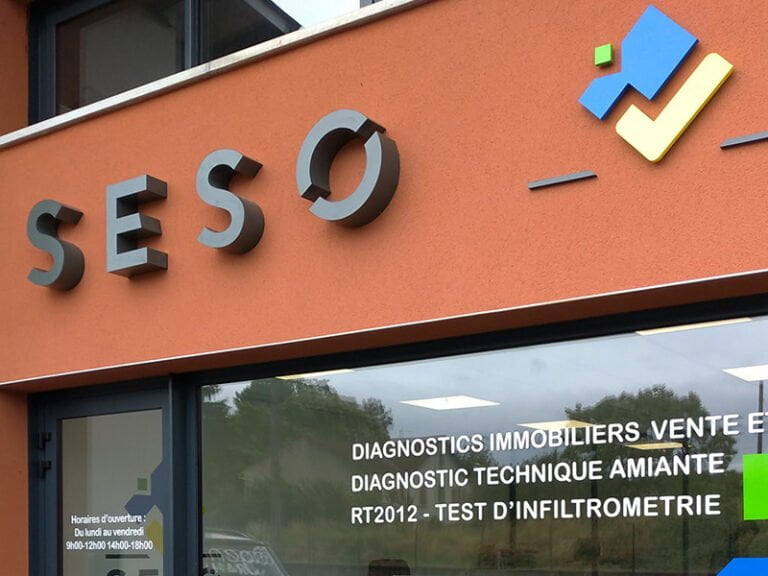 SESO
DIAGNOSTICS IMMOBILIERS VENTE ET
DIAGNOSTIC TECHNIQUE AMIANTE
RT2012 - TEST D'INFILTROMETRIE
Horaires d'ouverture :
Du lundi au vendredi
9h00-12h00 14h00-18h00